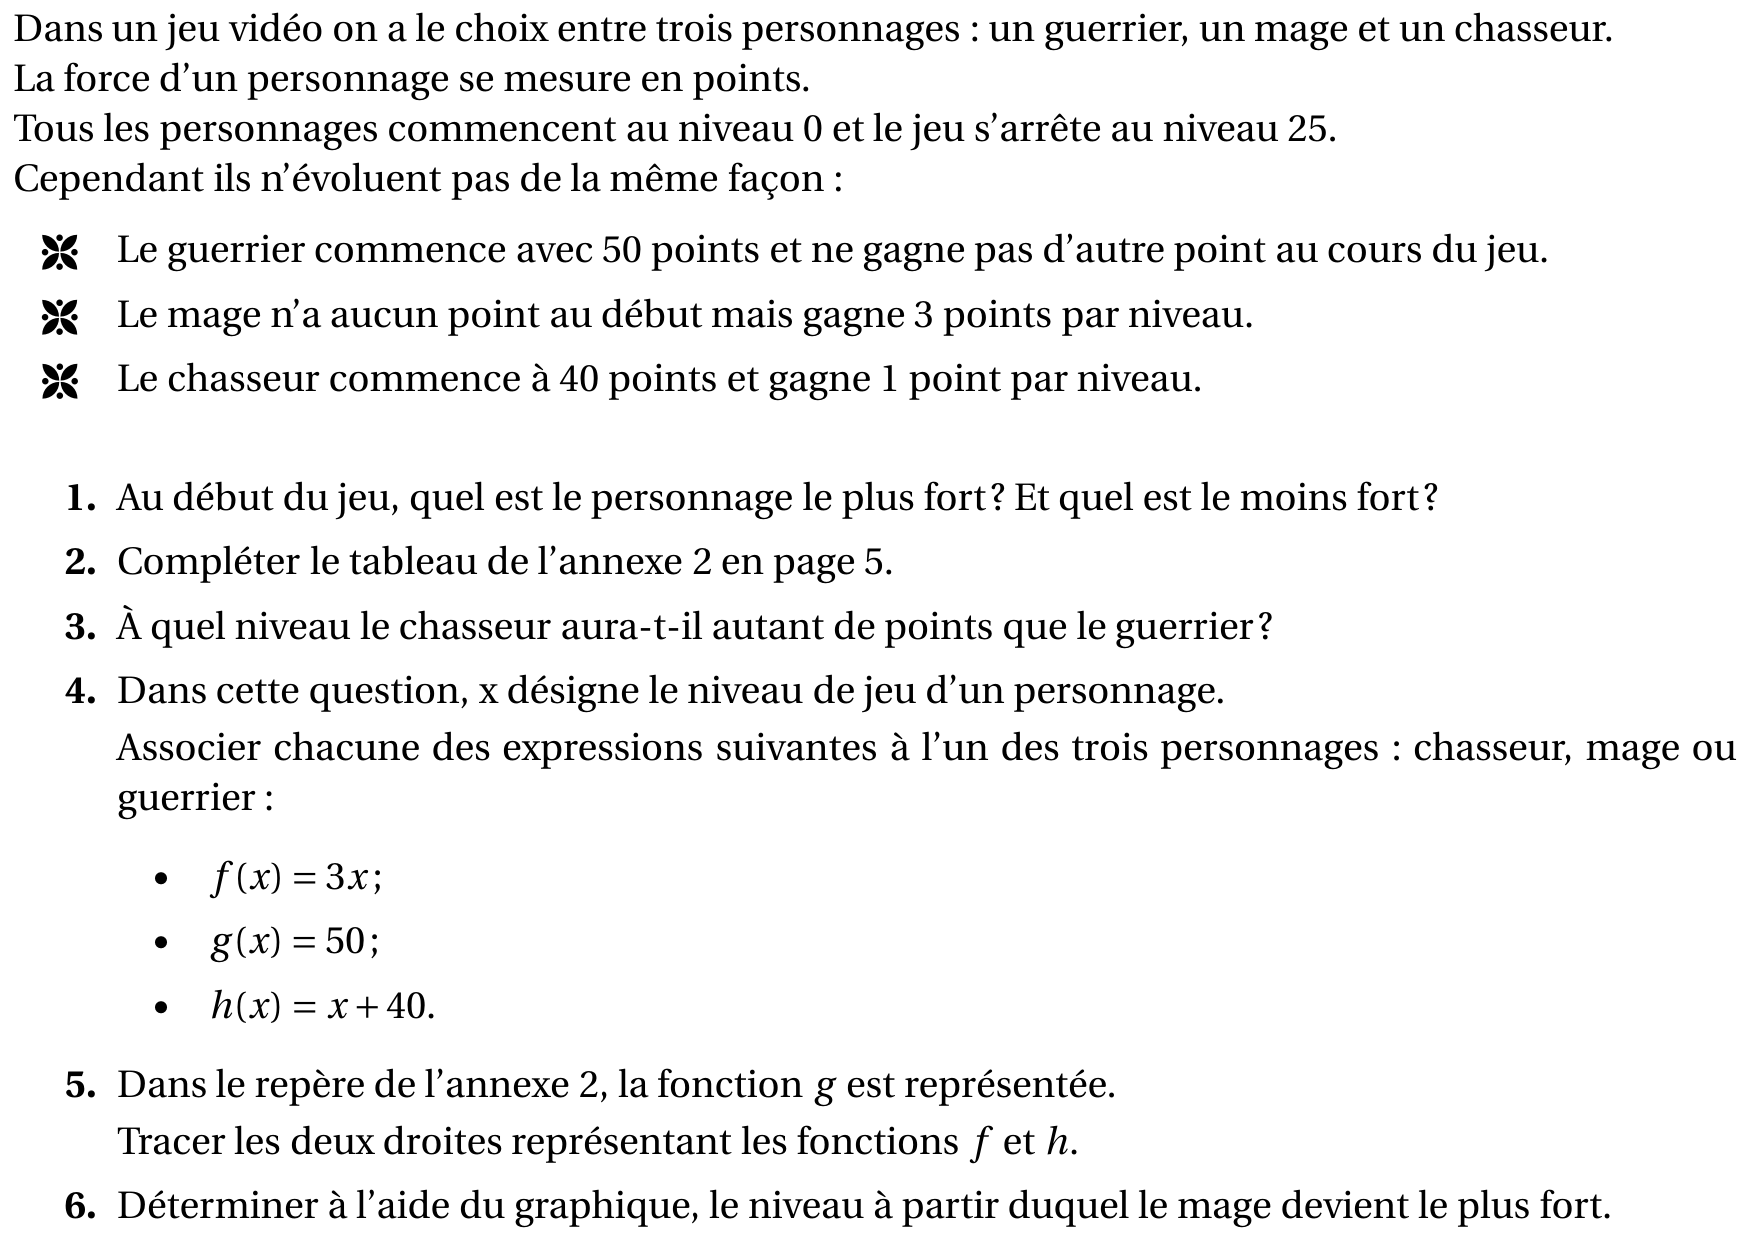 Dans un jeu vidéo on a le choix entre trois personnages : un guerrier, un mage et un chasseur.
La force d’un personnage se mesure en points.
Tous les personnages commencent au niveau 0 et le jeu s’arrête au niveau 25.
Cependant ils n’évoluent pas de la même façon :
Le guerrier commence avec 50 points et ne gagne pas d’autre point au cours du jeu.
Le mage n’a aucun point au début mais gagne 3 points par niveau.
Le chasseur commence à 40 points et gagne 1 point par niveau.
1. Au début du jeu, quel est le personnage le plus fort? Et quel est le moins fort?
2. Compléter le tableau de l’annexe 2 en page 5.
3. À quel niveau le chasseur aura-t-il autant de points que le guerrier?
4. Dans cette question, x désigne le niveau de jeu d’un personnage.
Associer chacune des expressions suivantes à l’un des trois personnages : chasseur, mage ou
guerrier :
• f(x) = 3x;
• g(x) = 50;
• h(x) = x + 40.
5. Dans le repère de l’annexe 2, la fonction g est représentée.
Tracer les deux droites représentant les fonctions f et h.
6. Déterminer à l’aide du graphique, le niveau à partir duquel le mage devient le plus fort.